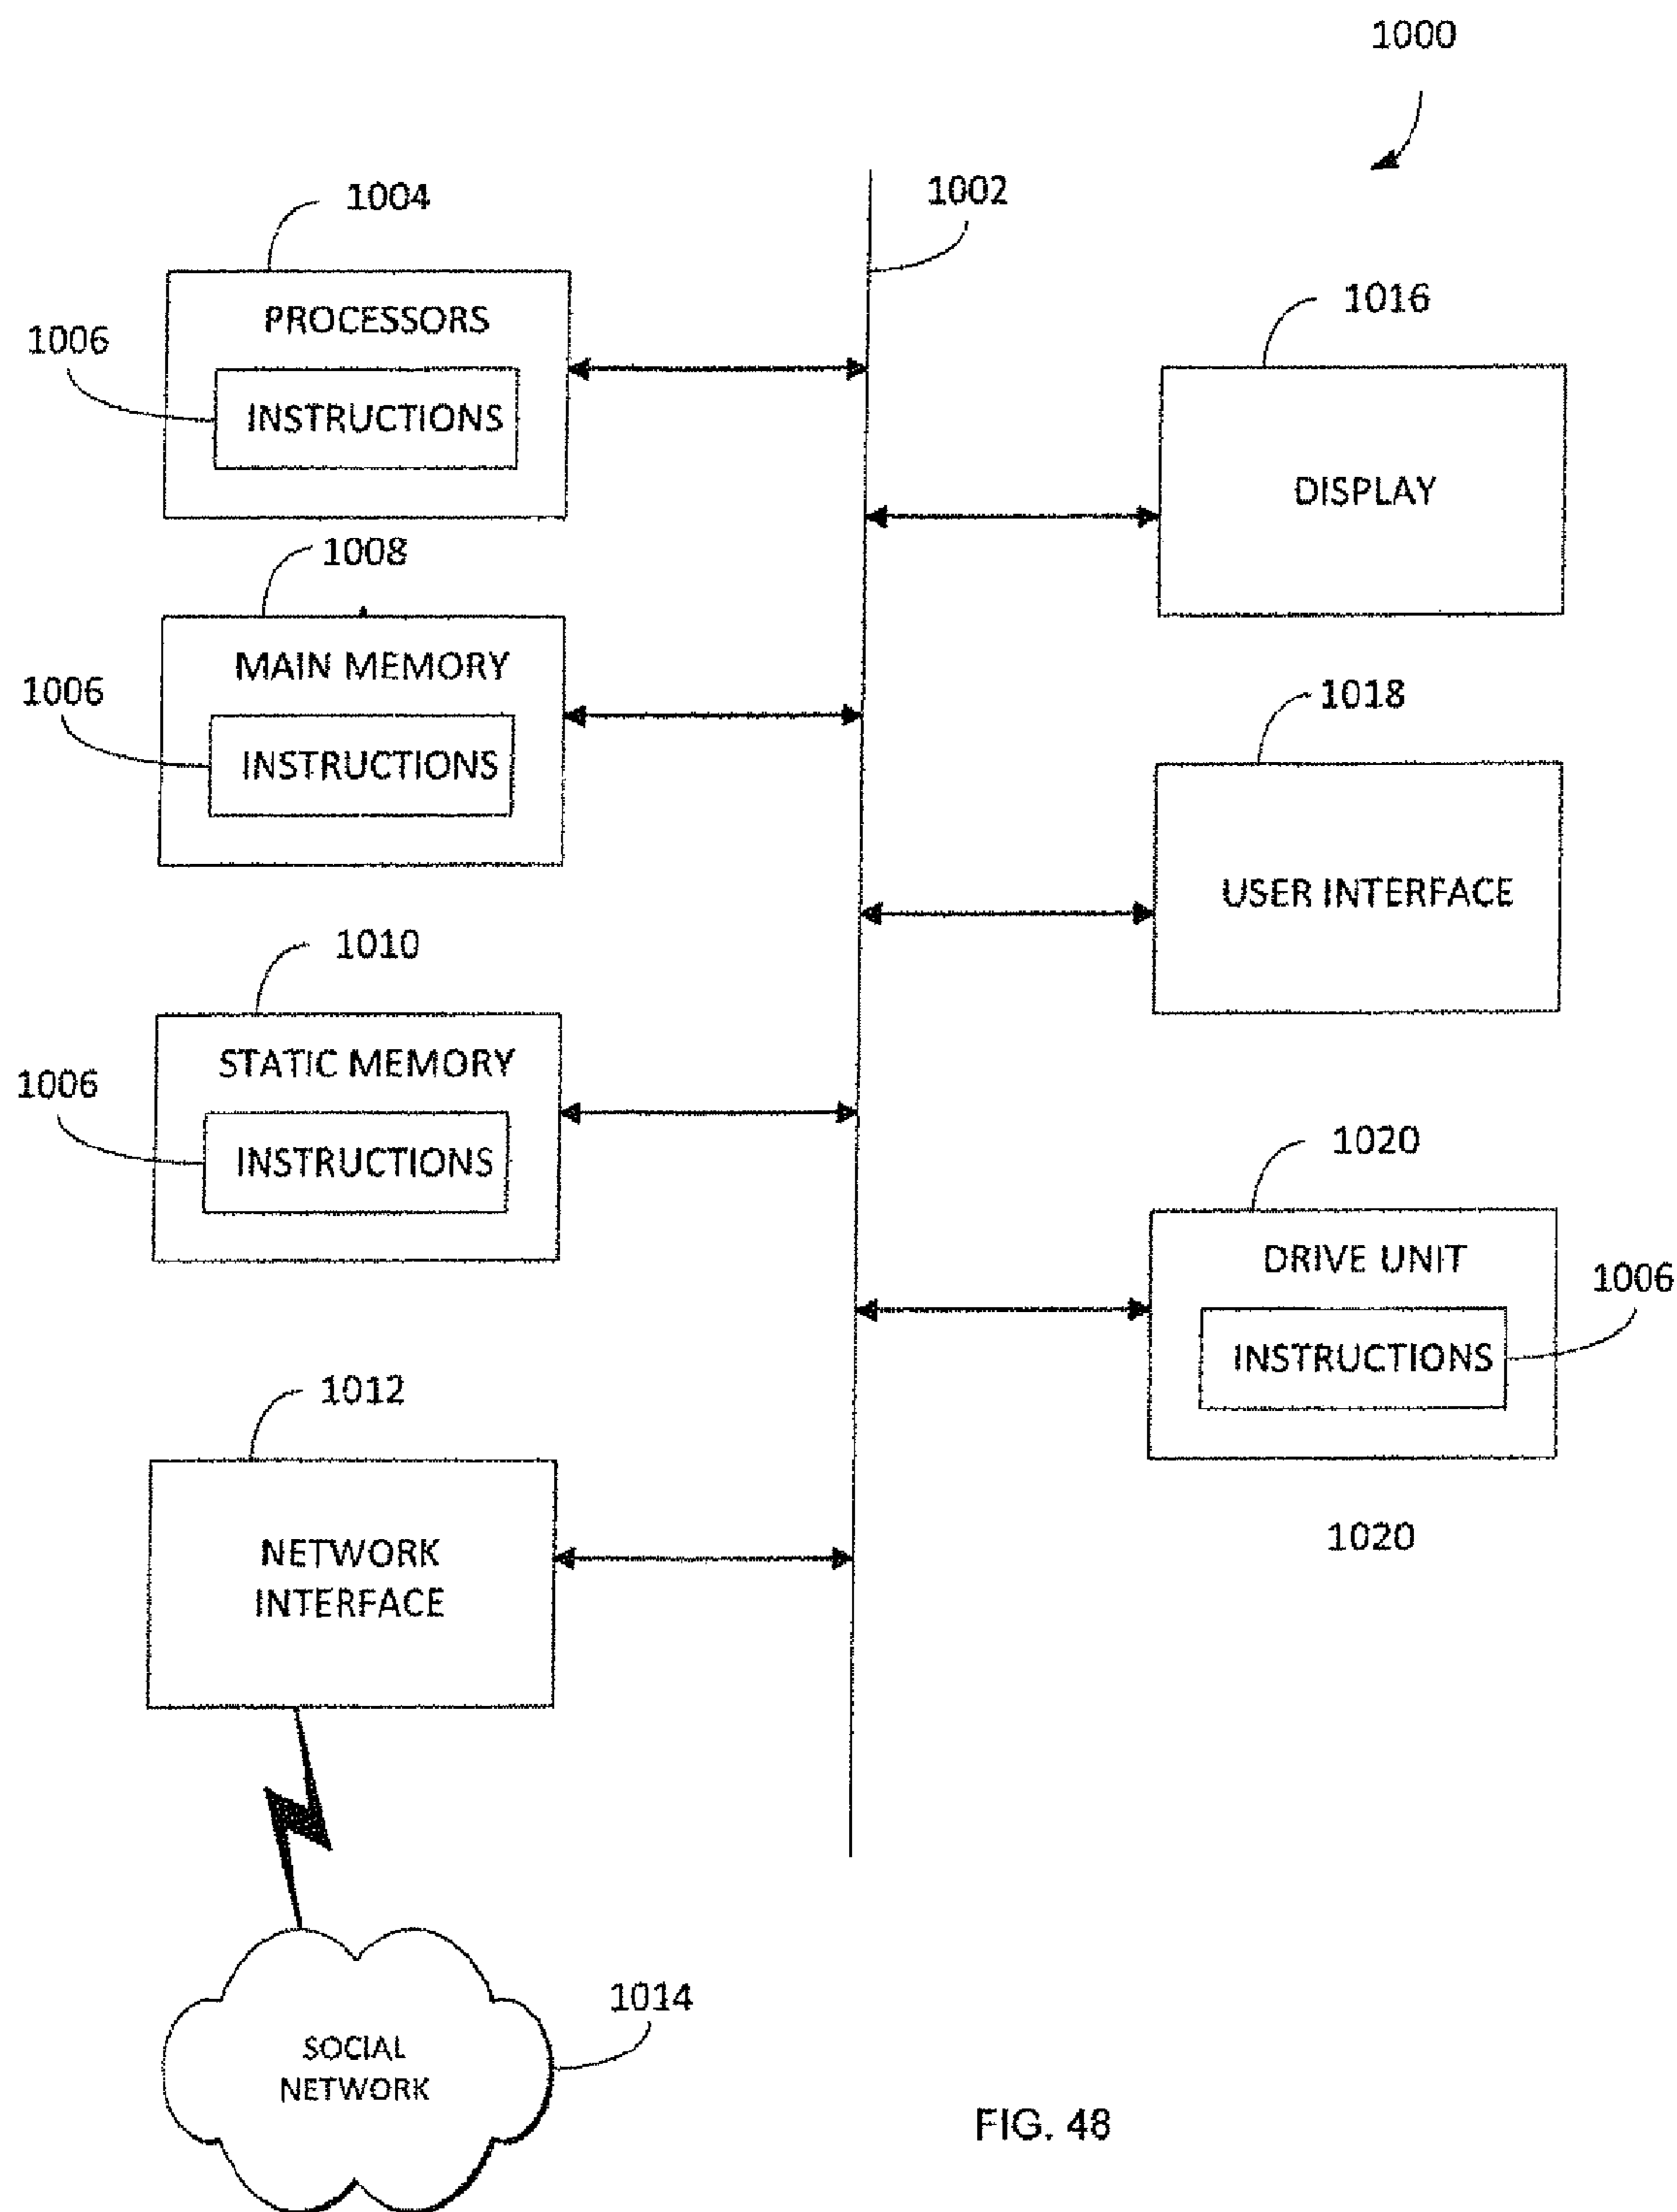 1000
1002
1004
PROCESSORS
1006
INSTRUCTIONS
1016
DISPLAY
1008
MAIN MEMORY
1006
INSTRUCTIONS
1018
USER INTERFACE
1010
STATIC MEMORY
1006
INSTRUCTIONS
1020
DRIVE UNIT
1006
INSTRUCTIONS
1020
1012
NETWORK
INTERFACE
1014
SOCIAL
NETWORK
FIG. 48